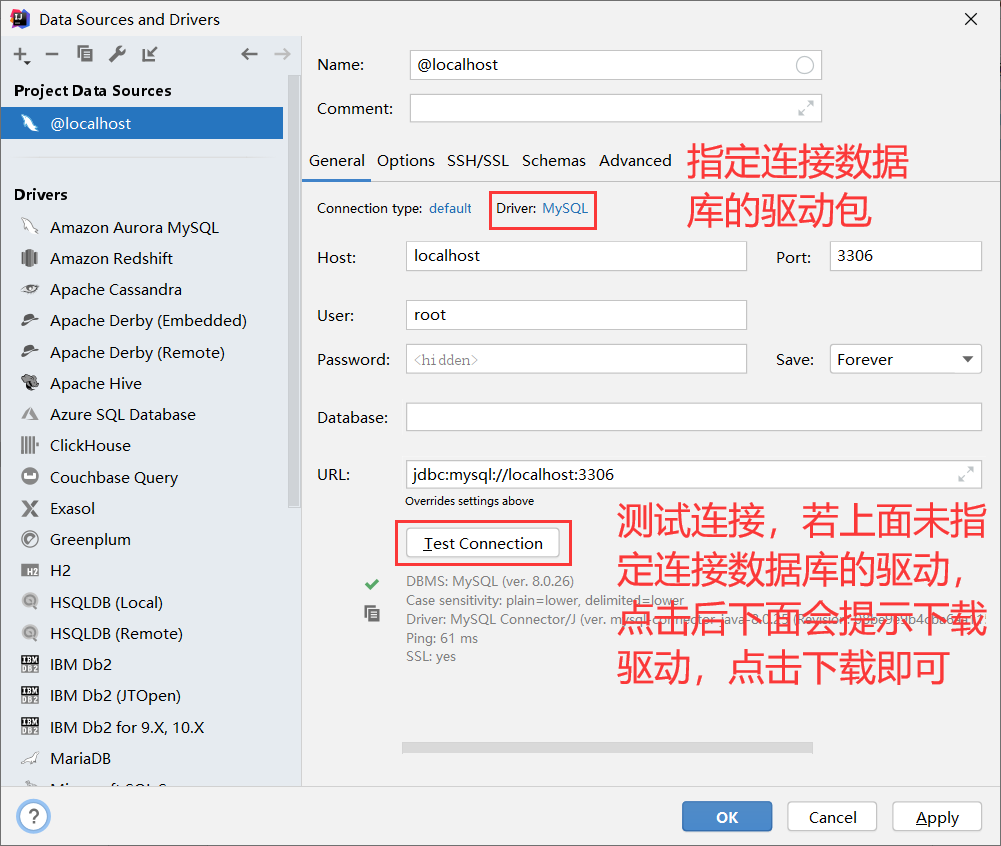 Data Sources and Drivers
Project Data Sources
@localhost
Drivers
Amazon Aurora MySQL
Amazon Redshift
Apache Cassandra
Apache Derby (Embedded)
Apache Derby (Remote)
Apache Hive
Azure SQL Database
ClickHouse
Couchbase Query
Exasol
Greenplum
H2
HSQLDB (Local)
HSQLDB (Remote)
IBM Db2
IBM Db2 (JTOpen)
IBM Db2 for 9.X, 10.X
MariaDB
Name: @localhost
Comment:
General Options SSH/SSL Schemas Advanced
指定连接数据
库的驱动包
Connection type: default Driver: MySQL
Host: localhost Port: 3306
User: root
Password: <hidden> Save: Forever
Database:
URL: jdbc:mysql://localhost:3306
Overrides settings above
Test Connection
测试连接，若上面未指
定连接数据库的驱动，
点击后下面会提示下载
驱动，点击下载即可
DBMS: MySQL (ver. 8.0.26)
Case sensitivity: plain=lower, delimited=lower
Driver: MySQL Connector/J (ver. mysql-connector-java-8.0.25 (Revision:
Ping: 61 ms
SSL: yes
? OK Cancel Apply